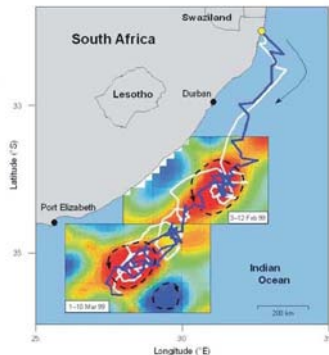 Swaziland
South Africa
Lesotho
Durban
33
Latitude (°S)
Port Elizabeth
3-12 Feb 99
35
1-10 Mar 99
Indian
Ocean
200 km
25
30
35
Longitude (°E)